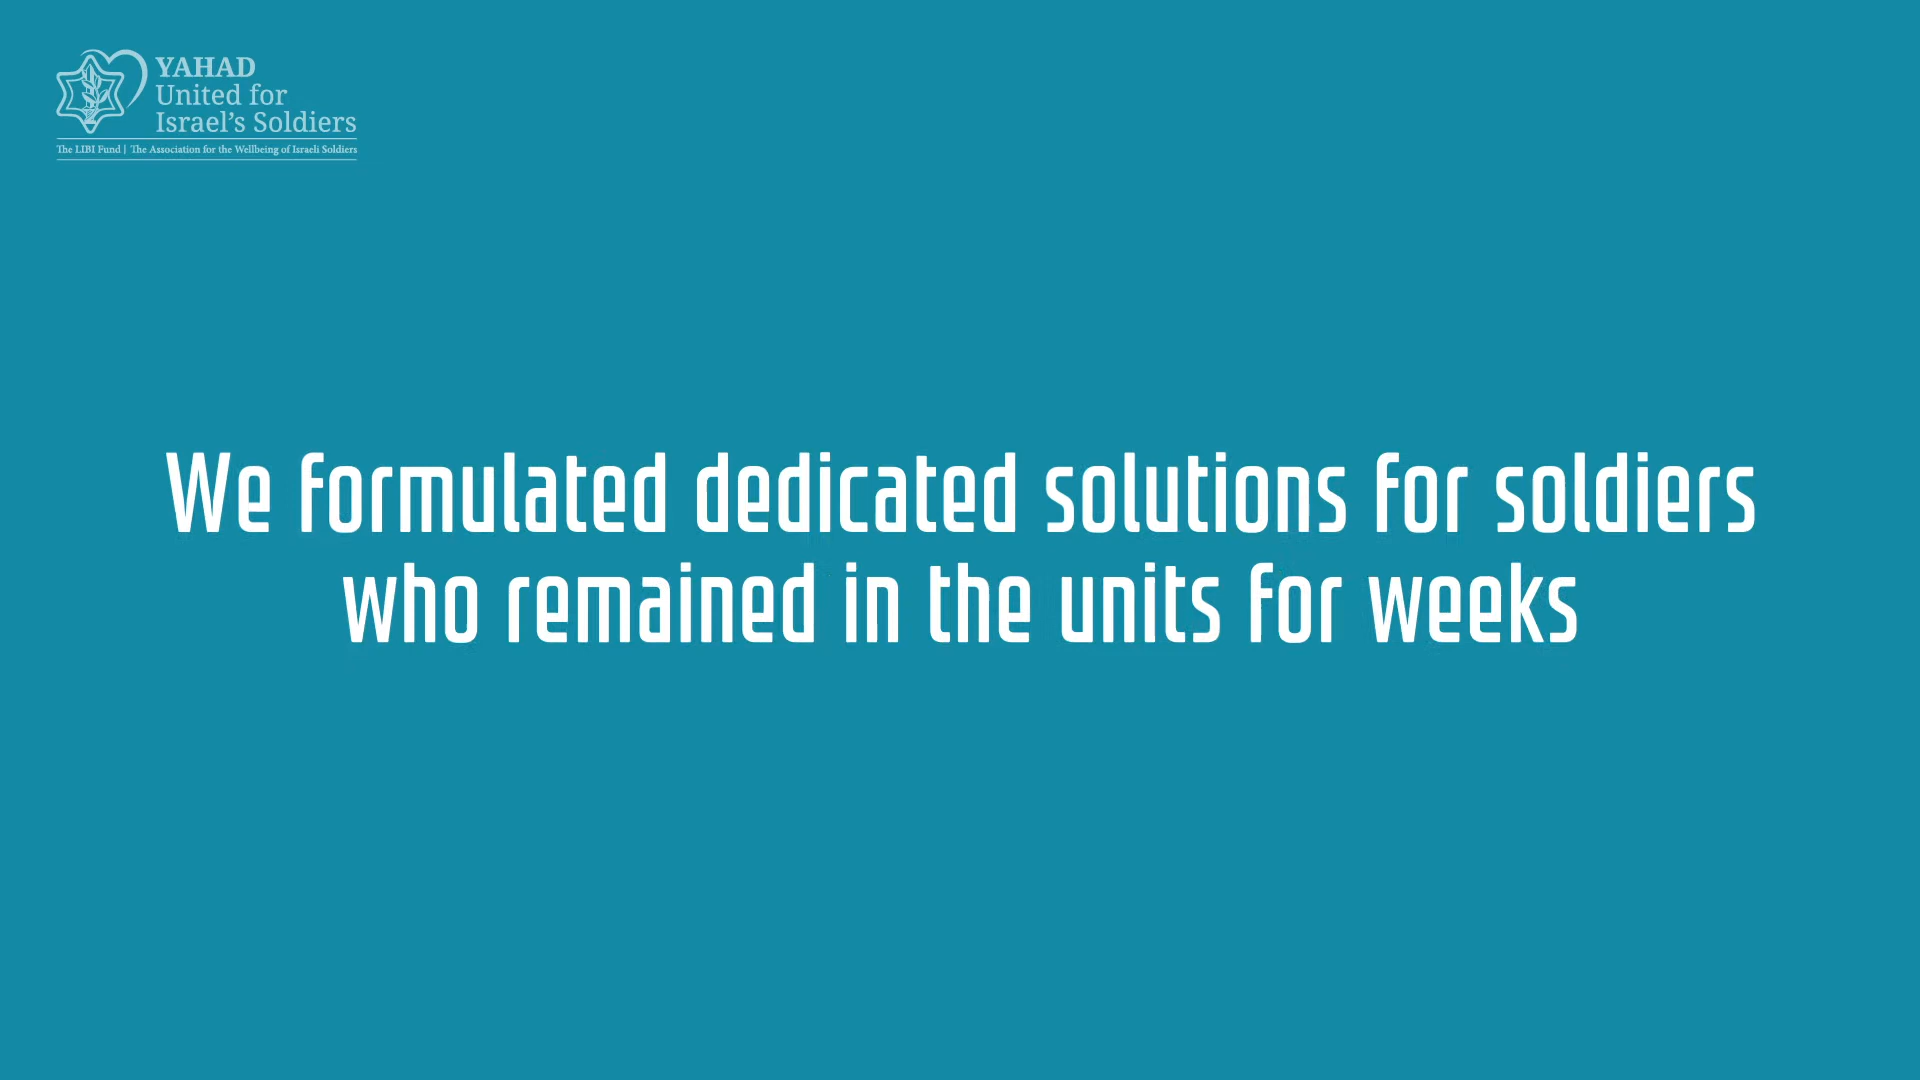 YAHAD
United for
Israel's Soldiers
The LIBI Fund | The Association for the Wellbeing of Israeli Soldiers
We formulated dedicated solutions for soldiers
who remained in the units for weeks